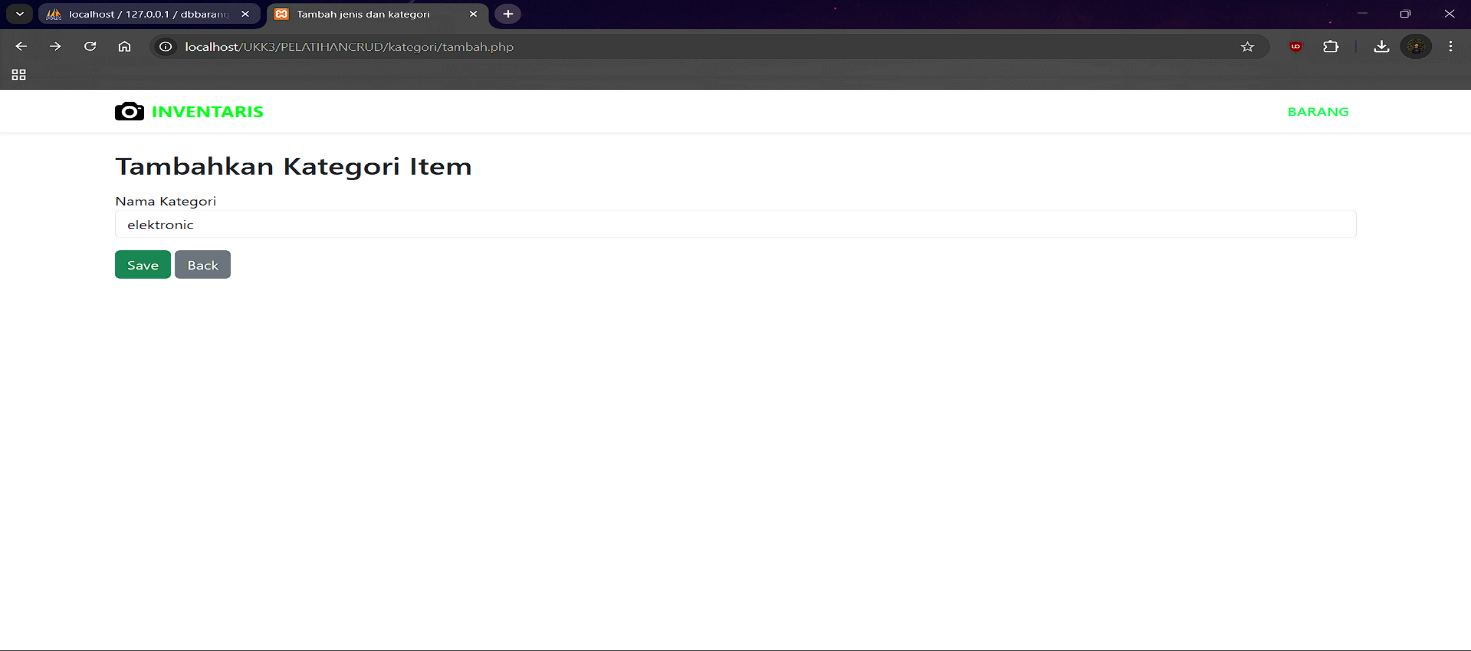 localhost / 127.0.0.1 / dbbarang
Tambah jenis dan kategori
localhost/UKK3/PELATIHANCRUD/kategori/tambah.php
INVENTARIS
BARANG
Tambahkan Kategori Item
Nama Kategori
elektronic
Save Back